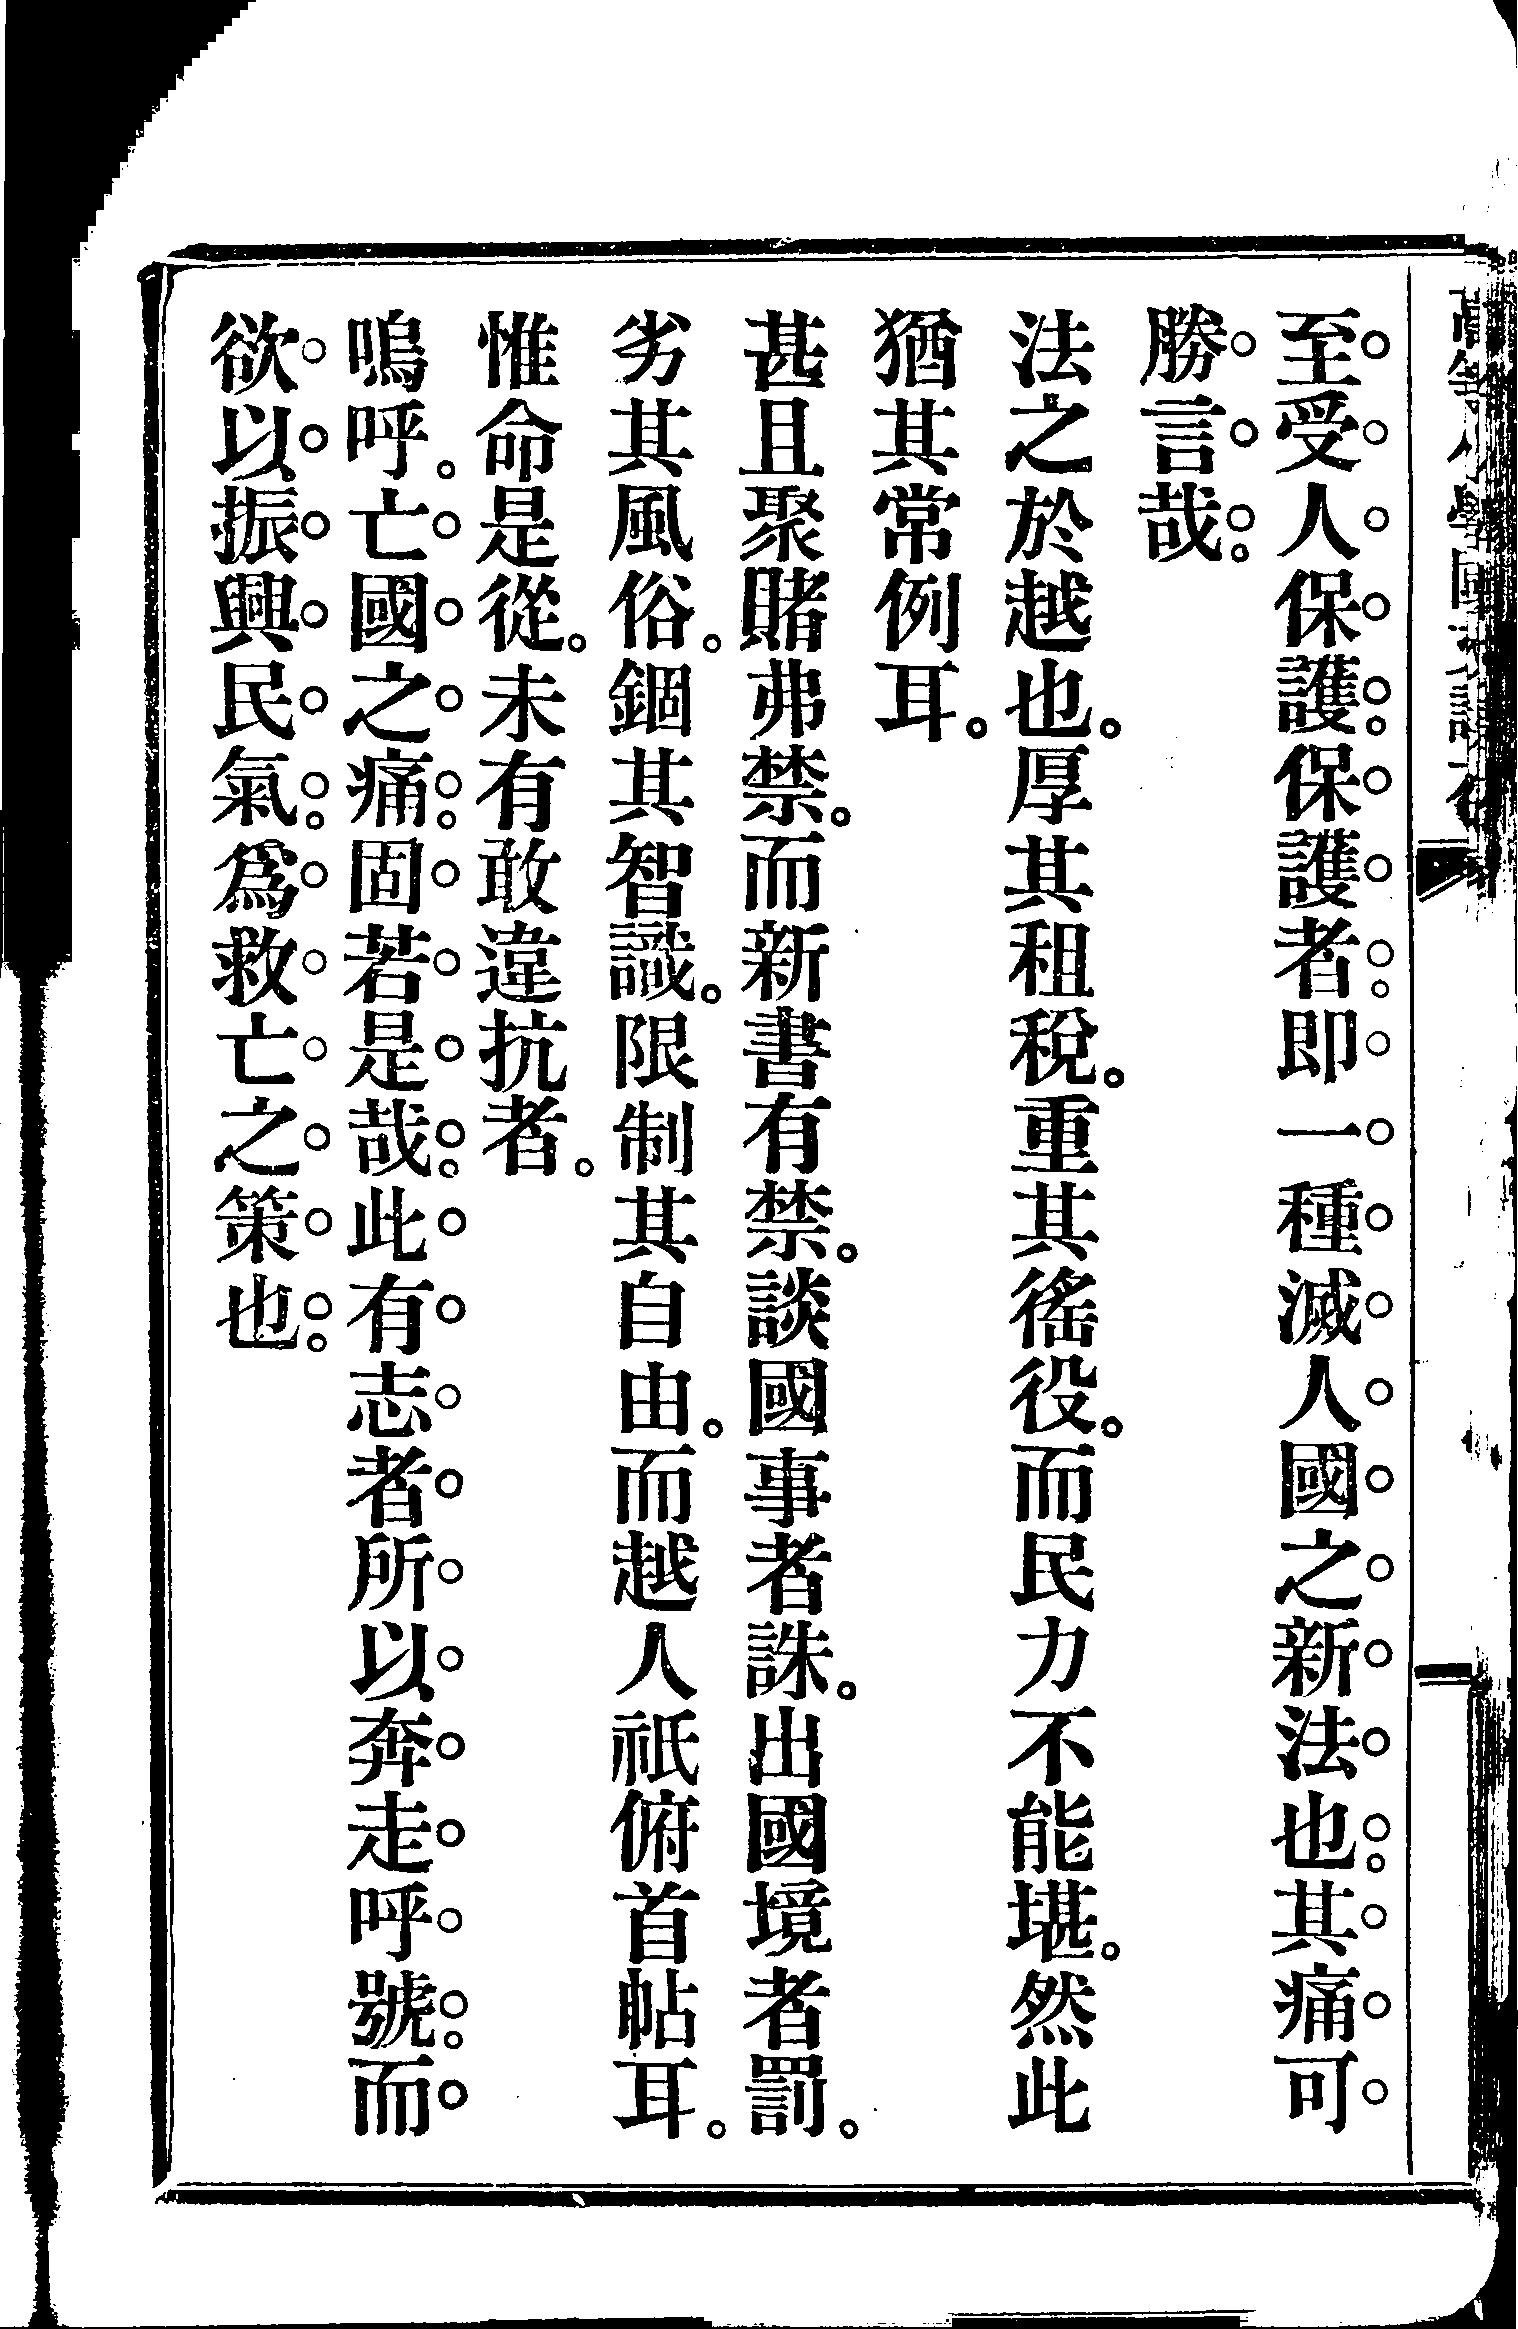 至受人保護。保護者。即一種滅人國之新法也。其痛可
勝言哉。
法之於越也。厚其租稅。重其徭役。而民力不能堪。然此
猶其常例耳。
甚且聚賭弗禁。而新書有禁。談國事者誅。出國境者罰。
劣其風俗。錮其智識。限制其自由。而越人祇俯首帖耳。
惟命是從。未有敢違抗者。
嗚呼。亡國之痛。固若是哉。此有志者所以奔走呼號。而
欲以振興民氣。爲救亡之策也。